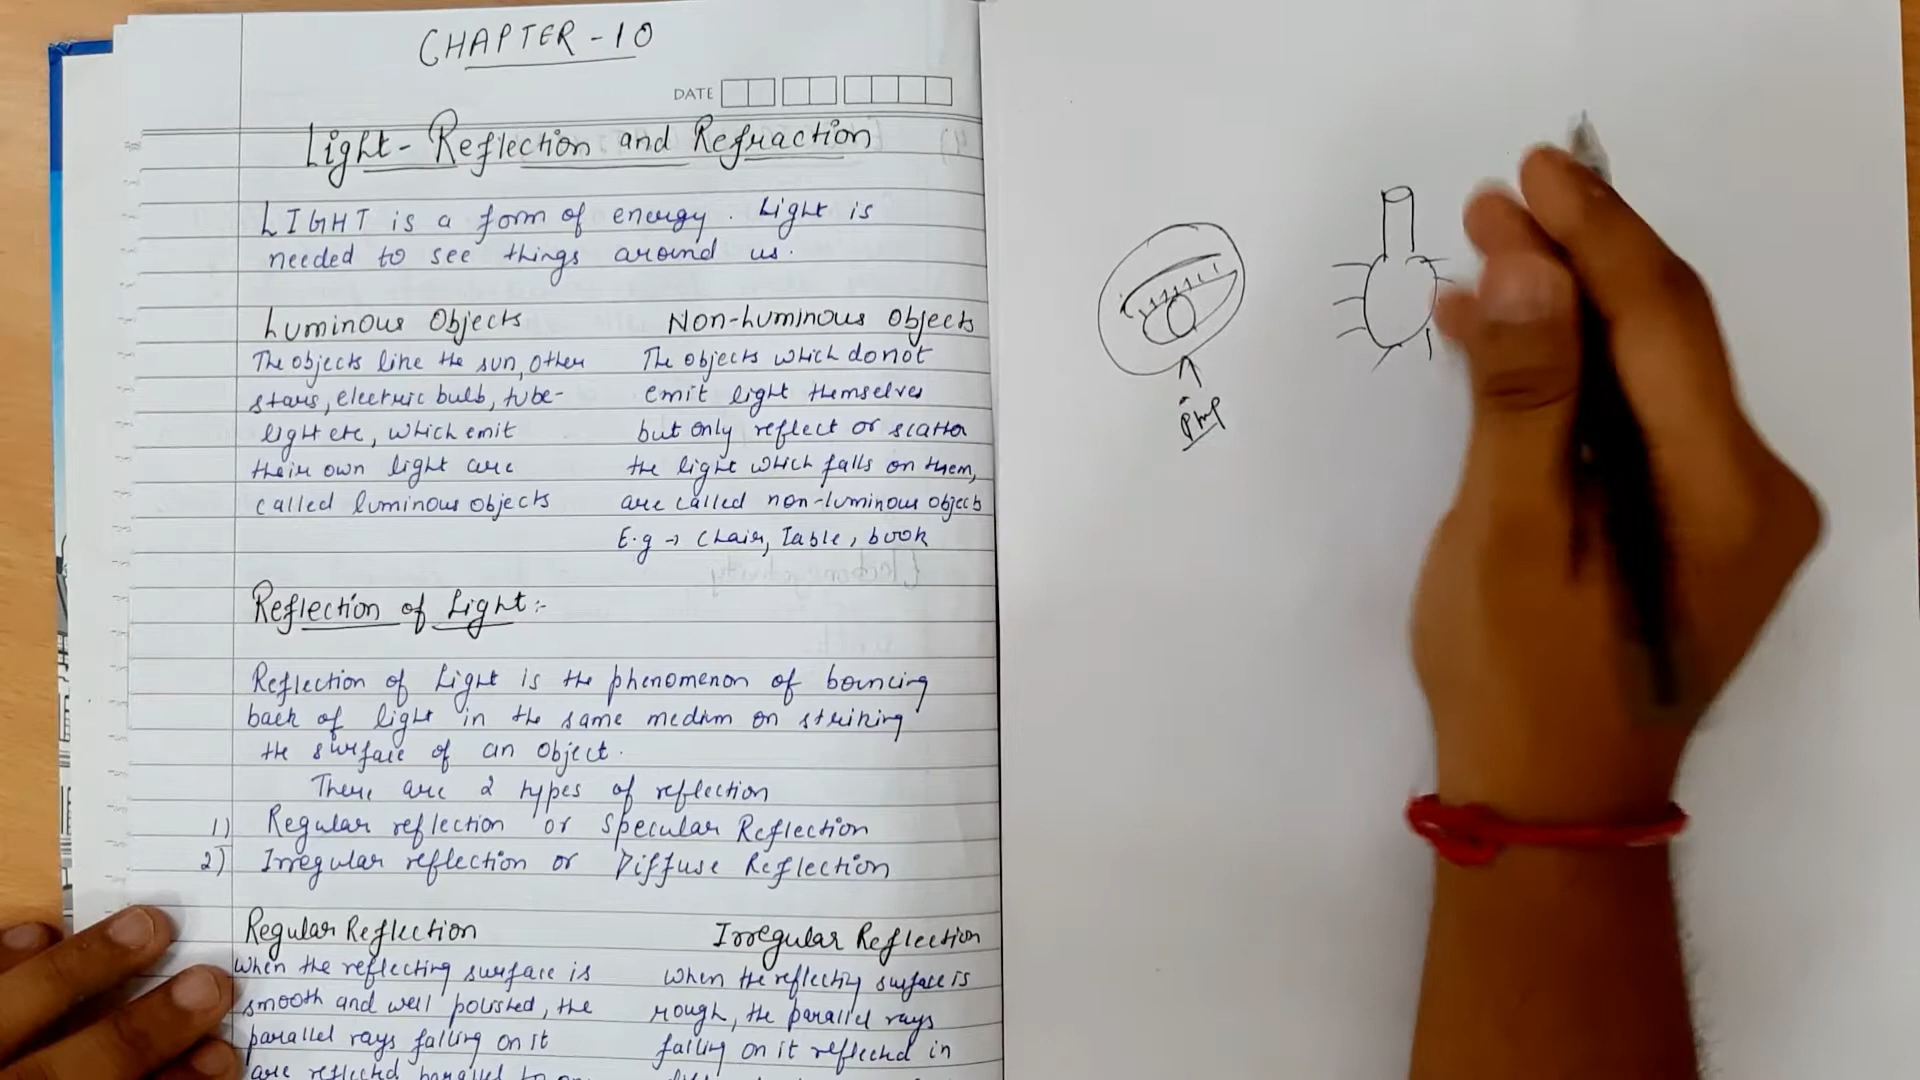 CHAPTER - 10
DATE
Light - Reflection and Refraction
LIGHT is a form of energy. Light is
needed to see things around us.
Luminous Objects
The objects like the sun, other
stars, electric bulb, tube-
light etc, which emit
their own light are
called luminous objects
Non-Luminous Objects
The objects which do not
emit light themselves
but only reflect or scatter
the light which falls on them,
are called non-luminous objects
E.g → Chair, Table, book
Reflection of Light:-
Reflection of Light is the phenomenon of bouncing
back of light in the same medium on striking
the surface of an object.
There are 2 types of reflection
1) Regular reflection or Specular Reflection
2) Irregular reflection or Diffuse Reflection
Regular Reflection
when the reflecting surface is
smooth and well polished, the
parallel rays falling on it
are reflected parallel to
Irregular Reflection
when the reflecting surface is
rough, the parallel rays
falling on it reflected in